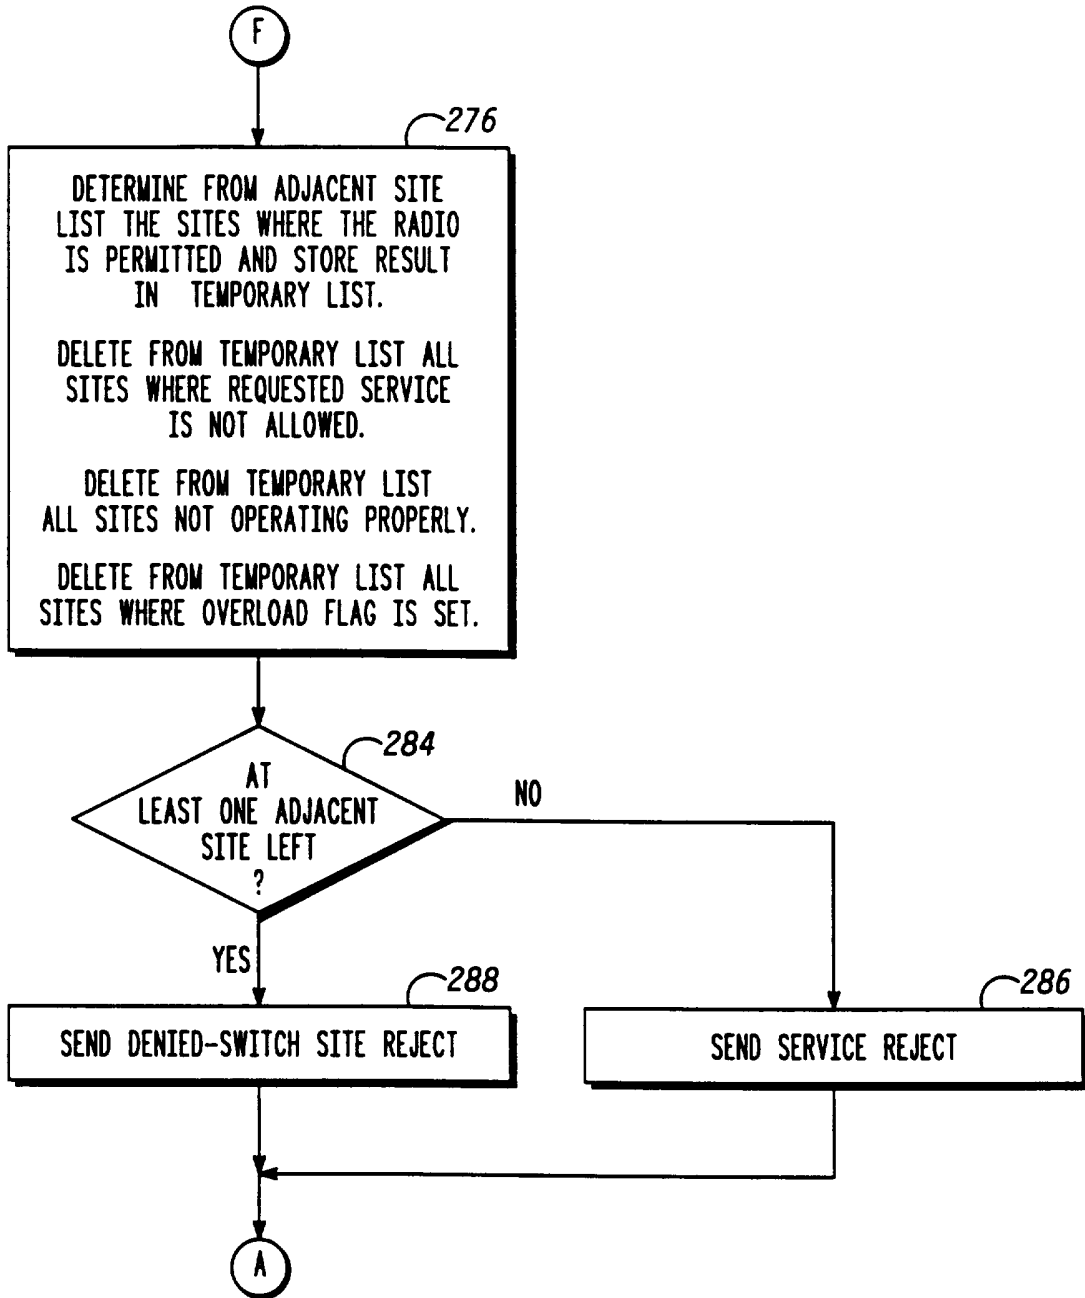 F
276
DETERMINE FROM ADJACENT SITE
LIST THE SITES WHERE THE RADIO
IS PERMITTED AND STORE RESULT
IN TEMPORARY LIST.
DELETE FROM TEMPORARY LIST ALL
SITES WHERE REQUESTED SERVICE
IS NOT ALLOWED.
DELETE FROM TEMPORARY LIST
ALL SITES NOT OPERATING PROPERLY.
DELETE FROM TEMPORARY LIST ALL
SITES WHERE OVERLOAD FLAG IS SET.
284
AT
LEAST ONE ADJACENT
SITE LEFT
?
NO
YES
288
SEND DENIED-SWITCH SITE REJECT
286
SEND SERVICE REJECT
A